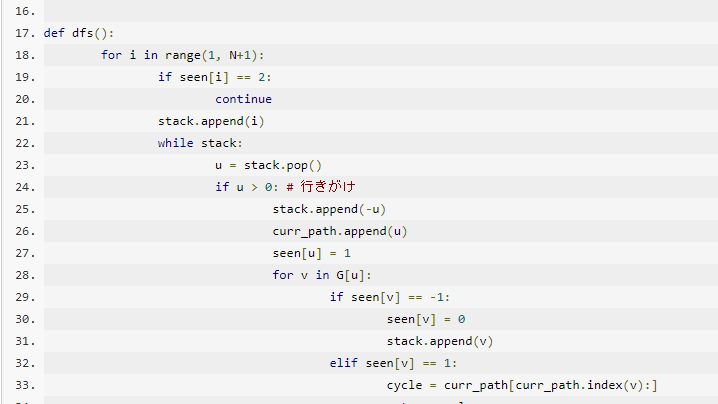 16.
17. def dfs():
18. for i in range(1, N+1):
19. if seen[i] == 2:
20. continue
21. stack.append(i)
22. while stack:
23. u = stack.pop()
24. if u > 0: # 行きがけ
25. stack.append(-u)
26. curr_path.append(u)
27. seen[u] = 1
28. for v in G[u]:
29. if seen[v] == -1:
30. seen[v] = 0
31. stack.append(v)
32. elif seen[v] == 1:
33. cycle = curr_path[curr_path.index(v):]